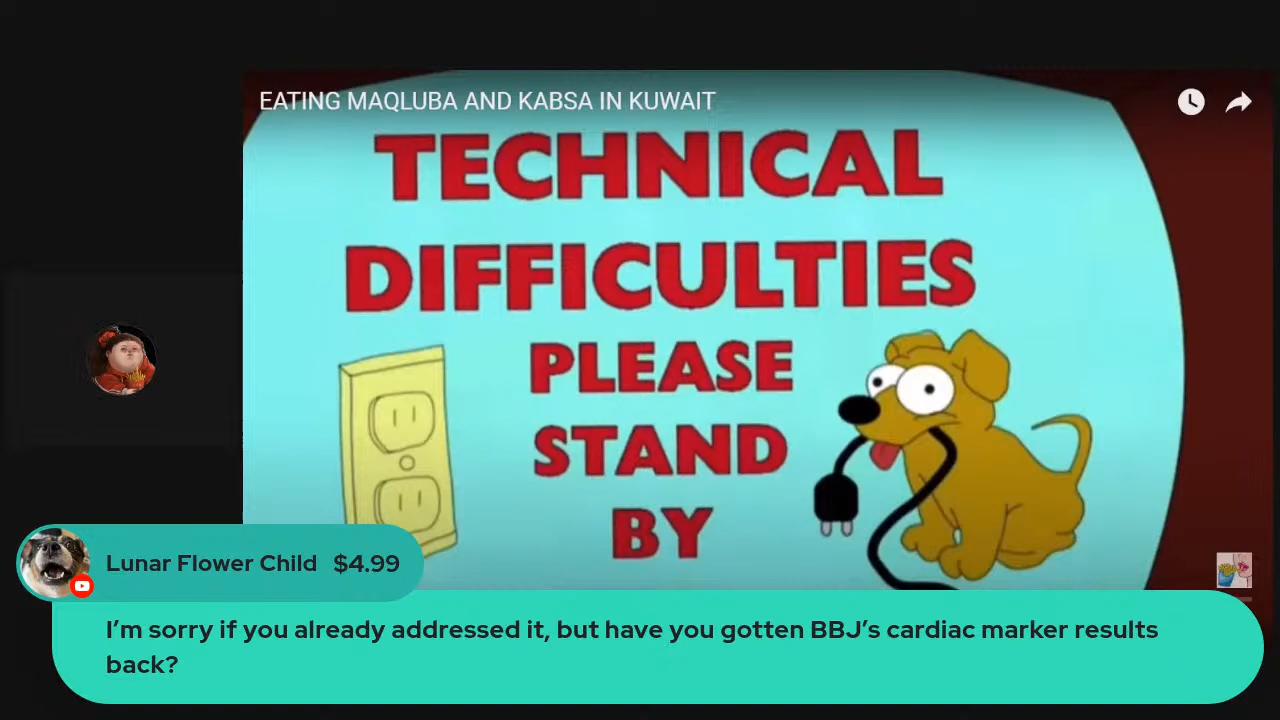 EATING MAQLUBA AND KABSA IN KUWAIT
TECHNICAL
DIFFICULTIES
PLEASE
STAND
BY
Lunar Flower Child $4.99
I’m sorry if you already addressed it, but have you gotten BBJ’s cardiac marker results
back?